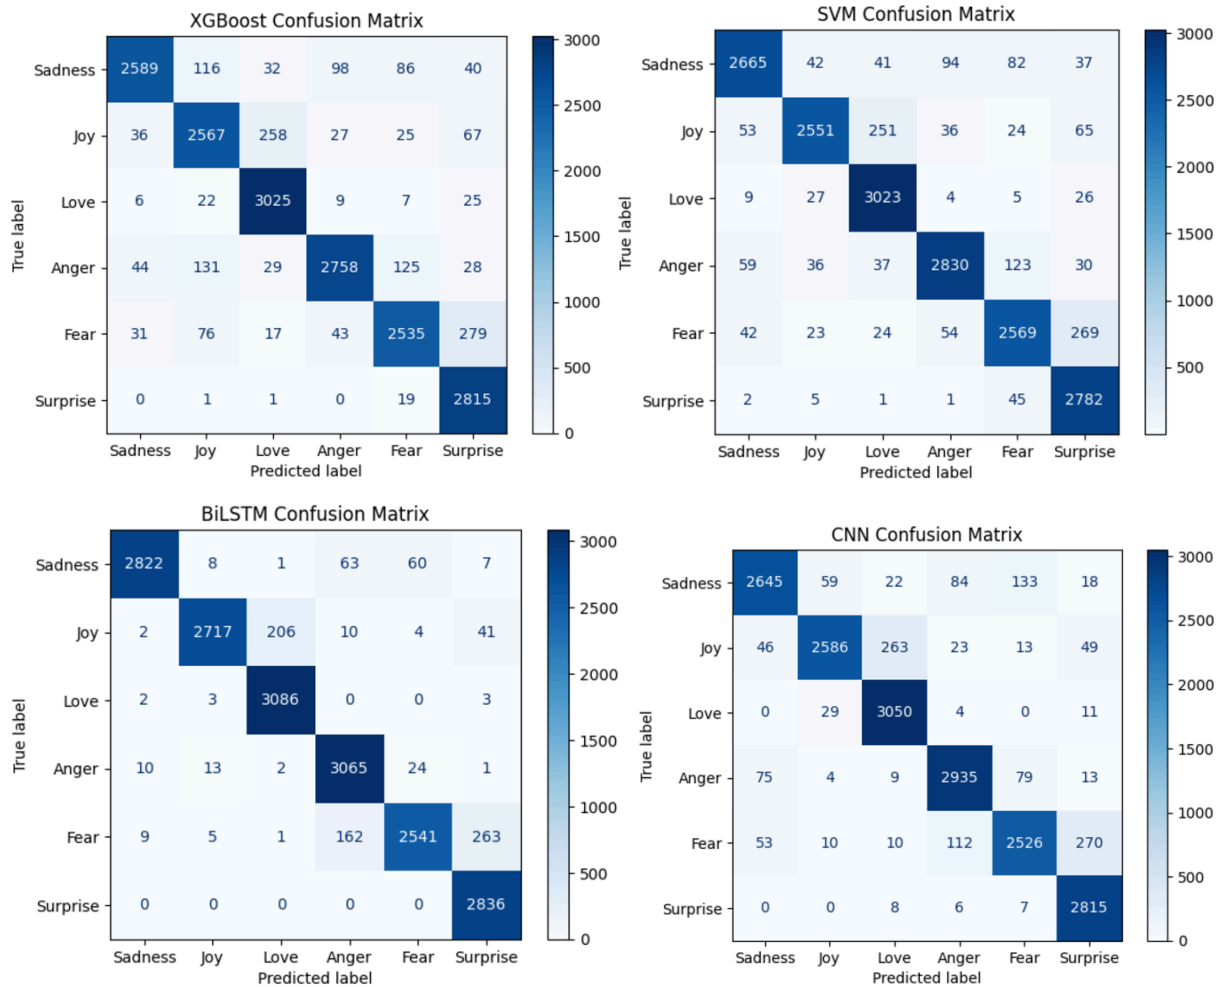 XGBoost Confusion Matrix
Sadness 2589 116 32 98 86 40
Joy 36 2567 258 27 25 67
Love 6 22 3025 9 7 25
Anger 44 131 29 2758 125 28
Fear 31 76 17 43 2535 279
Surprise 0 1 1 0 19 2815
Sadness Joy Love Anger Fear Surprise
Predicted label
True label
3000
2500
2000
1500
1000
500
0
SVM Confusion Matrix
Sadness 2665 42 41 94 82 37
Joy 53 2551 251 36 24 65
Love 9 27 3023 4 5 26
Anger 59 36 37 2830 123 30
Fear 42 23 24 54 2569 269
Surprise 2 5 1 1 45 2782
Sadness Joy Love Anger Fear Surprise
Predicted label
True label
3000
2500
2000
1500
1000
500
BiLSTM Confusion Matrix
Sadness 2822 8 1 63 60 7
Joy 2 2717 206 10 4 41
Love 2 3 3086 0 0 3
Anger 10 13 2 3065 24 1
Fear 9 5 1 162 2541 263
Surprise 0 0 0 0 0 2836
Sadness Joy Love Anger Fear Surprise
Predicted label
True label
3000
2500
2000
1500
1000
500
0
CNN Confusion Matrix
Sadness 2645 59 22 84 133 18
Joy 46 2586 263 23 13 49
Love 0 29 3050 4 0 11
Anger 75 4 9 2935 79 13
Fear 53 10 10 112 2526 270
Surprise 0 0 8 6 7 2815
Sadness Joy Love Anger Fear Surprise
Predicted label
True label
3000
2500
2000
1500
1000
500
0